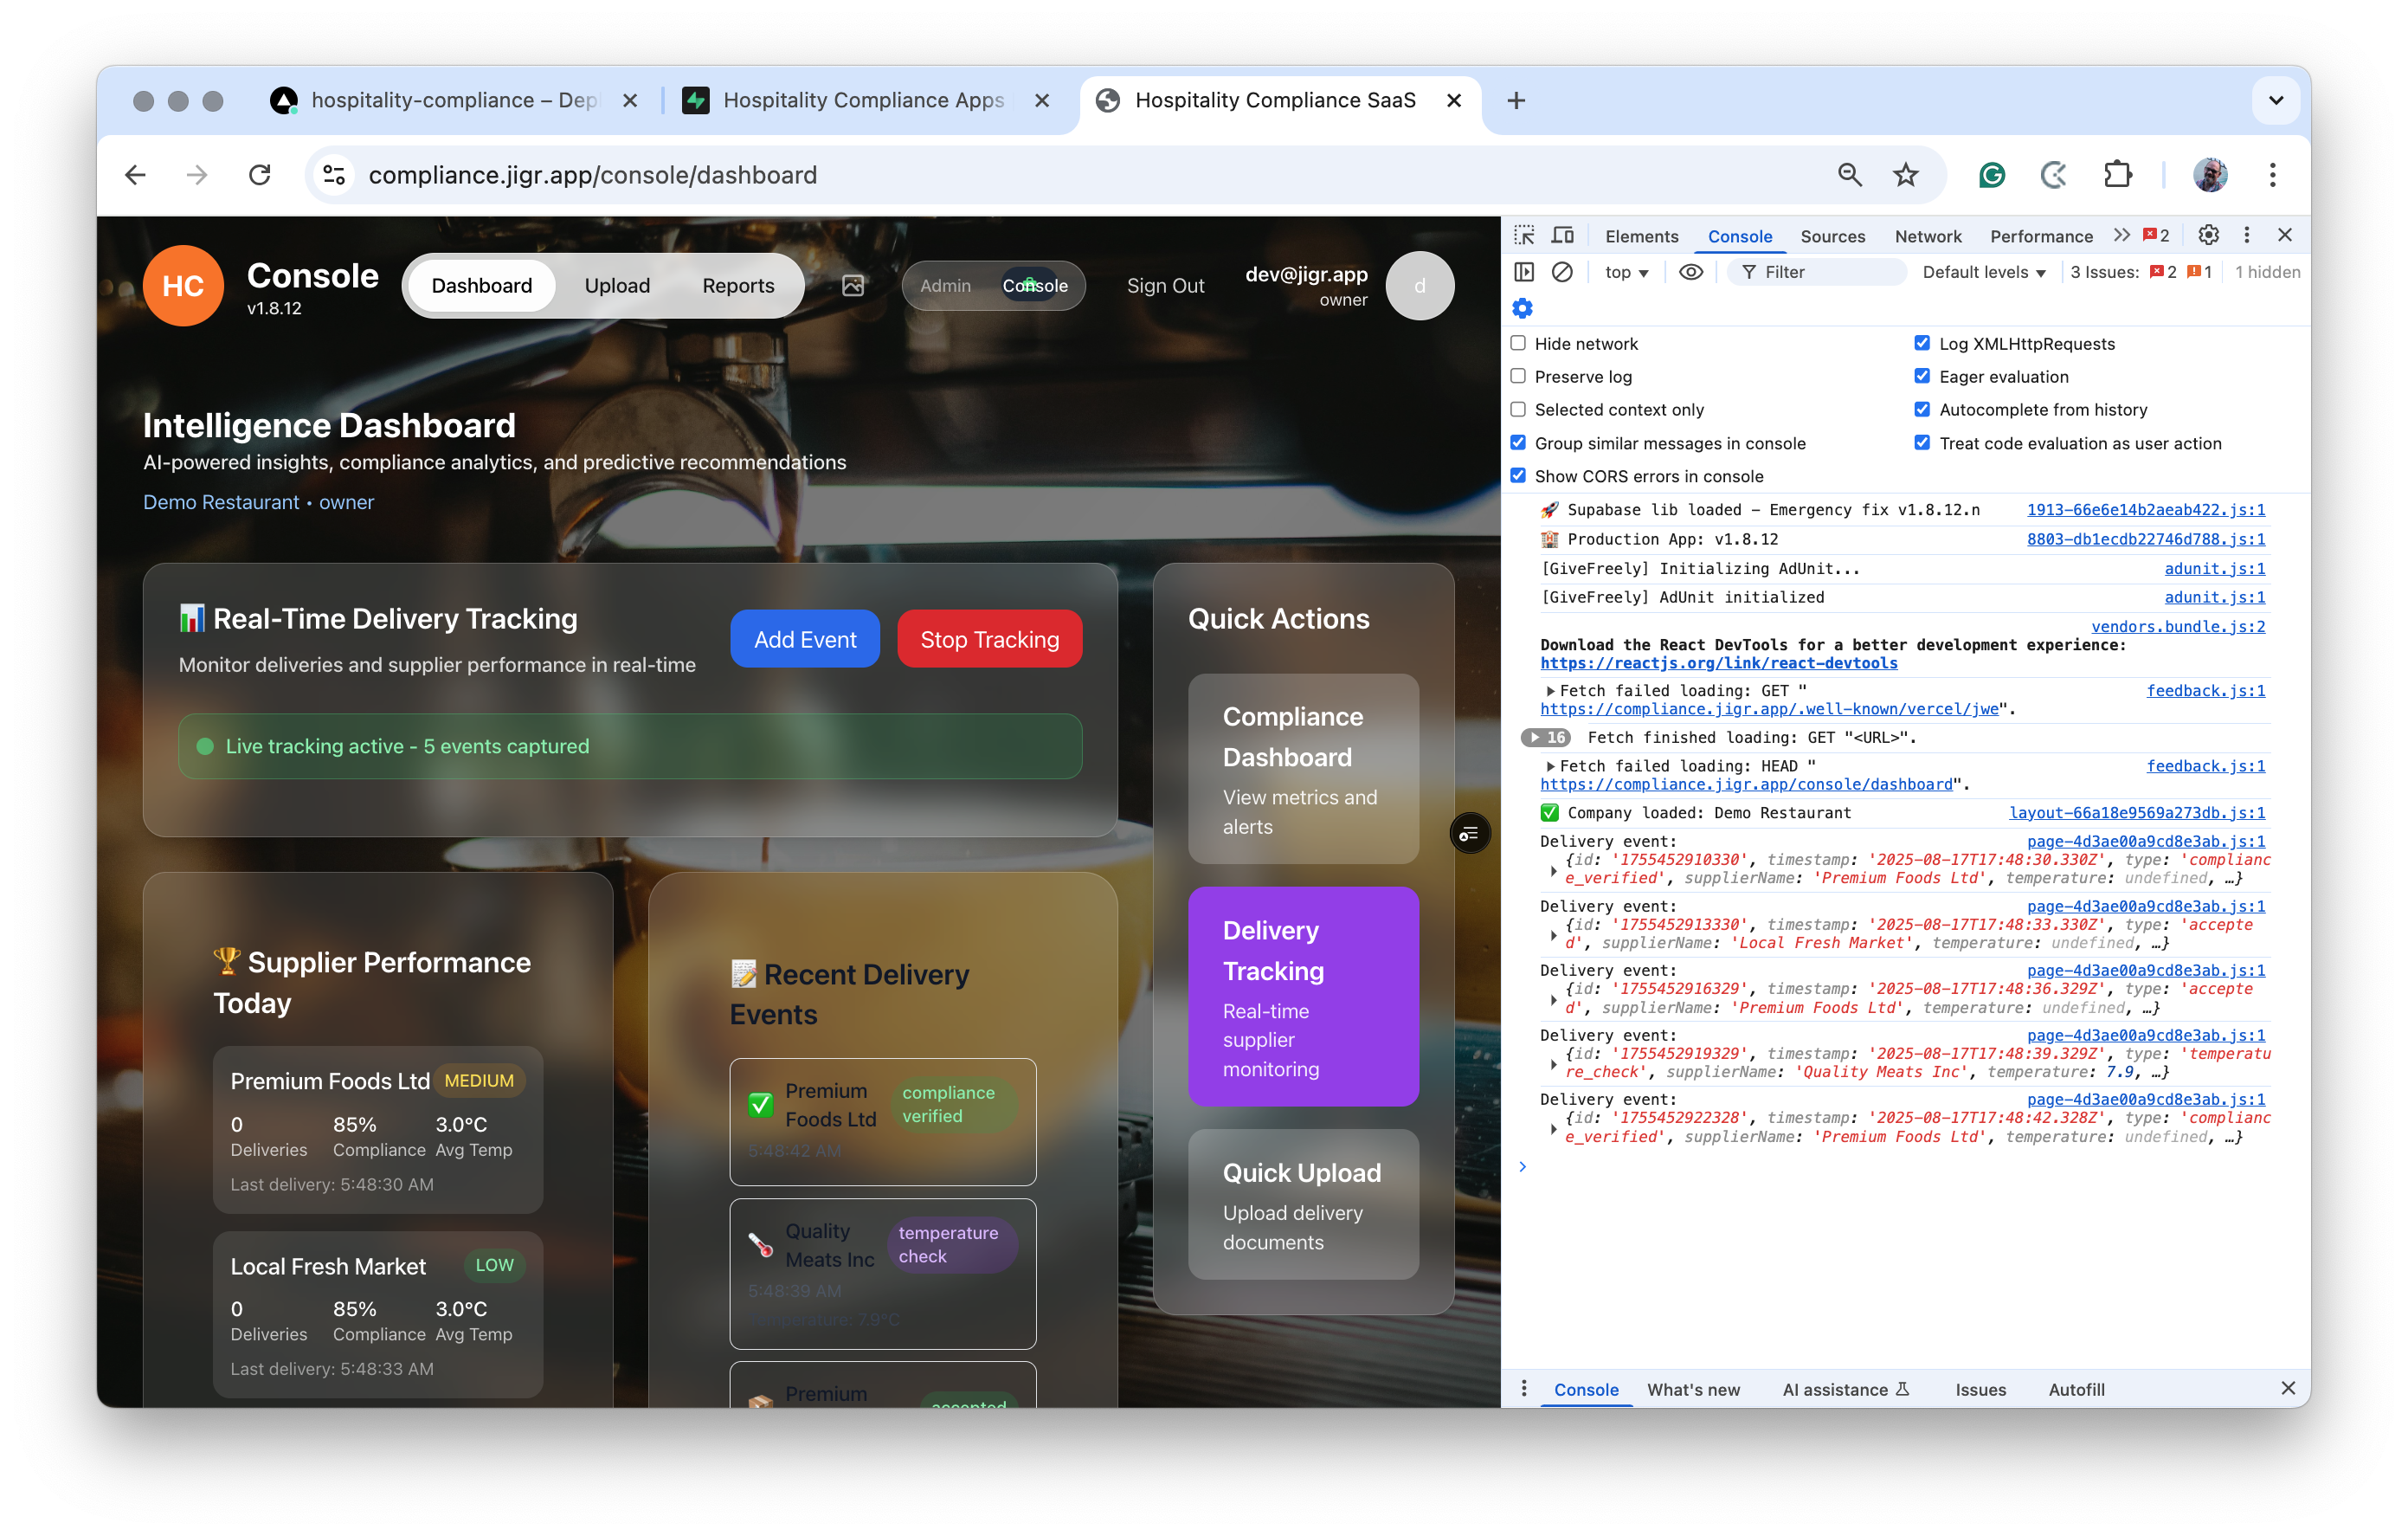 hospitality-compliance – Dep
Hospitality Compliance Apps
Hospitality Compliance SaaS
compliance.jigr.app/console/dashboard
HC
Console
v1.8.12
Dashboard
Upload
Reports
Admin
Console
Sign Out
dev@jigr.app
owner
d
Intelligence Dashboard
AI-powered insights, compliance analytics, and predictive recommendations
Demo Restaurant • owner
📊 Real-Time Delivery Tracking
Monitor deliveries and supplier performance in real-time
Add Event
Stop Tracking
Live tracking active - 5 events captured
🏆 Supplier Performance
Today
Premium Foods Ltd MEDIUM
0 85% 3.0°C
Deliveries Compliance Avg Temp
Last delivery: 5:48:30 AM
Local Fresh Market LOW
0 85% 3.0°C
Deliveries Compliance Avg Temp
Last delivery: 5:48:33 AM
📝 Recent Delivery
Events
✅ Premium
Foods Ltd
compliance
verified
5:48:42 AM
🌡️ Quality
Meats Inc
temperature
check
5:48:39 AM
Temperature: 7.9°C
📦 Premium
accepted
Quick Actions
Compliance
Dashboard
View metrics and
alerts
Delivery
Tracking
Real-time
supplier
monitoring
Quick Upload
Upload delivery
documents
Elements
Console
Sources
Network
Performance
2
top
Filter
Default levels
3 Issues: 2 1
1 hidden
Hide network
Log XMLHttpRequests
Preserve log
Eager evaluation
Selected context only
Autocomplete from history
Group similar messages in console
Treat code evaluation as user action
Show CORS errors in console
🚀 Supabase lib loaded – Emergency fix v1.8.12.n 1913-66e6e14b2aeab422.js:1
🏨 Production App: v1.8.12 8803-db1ecdb22746d788.js:1
[GiveFreely] Initializing AdUnit... adunit.js:1
[GiveFreely] AdUnit initialized adunit.js:1
vendors.bundle.js:2
Download the React DevTools for a better development experience:
https://reactjs.org/link/react-devtools
Fetch failed loading: GET " feedback.js:1
https://compliance.jigr.app/.well-known/vercel/jwe".
16 Fetch finished loading: GET "<URL>".
Fetch failed loading: HEAD " feedback.js:1
https://compliance.jigr.app/console/dashboard".
✅ Company loaded: Demo Restaurant layout-66a18e9569a273db.js:1
Delivery event: page-4d3ae00a9cd8e3ab.js:1
{id: '1755452910330', timestamp: '2025-08-17T17:48:30.330Z', type: 'complianc
e_verified', supplierName: 'Premium Foods Ltd', temperature: undefined, …}
Delivery event: page-4d3ae00a9cd8e3ab.js:1
{id: '1755452913330', timestamp: '2025-08-17T17:48:33.330Z', type: 'accepte
d', supplierName: 'Local Fresh Market', temperature: undefined, …}
Delivery event: page-4d3ae00a9cd8e3ab.js:1
{id: '1755452916329', timestamp: '2025-08-17T17:48:36.329Z', type: 'accepte
d', supplierName: 'Premium Foods Ltd', temperature: undefined, …}
Delivery event: page-4d3ae00a9cd8e3ab.js:1
{id: '1755452919329', timestamp: '2025-08-17T17:48:39.329Z', type: 'temperatu
re_check', supplierName: 'Quality Meats Inc', temperature: 7.9, …}
Delivery event: page-4d3ae00a9cd8e3ab.js:1
{id: '1755452922328', timestamp: '2025-08-17T17:48:42.328Z', type: 'complianc
e_verified', supplierName: 'Premium Foods Ltd', temperature: undefined, …}
Console
What's new
AI assistance
Issues
Autofill